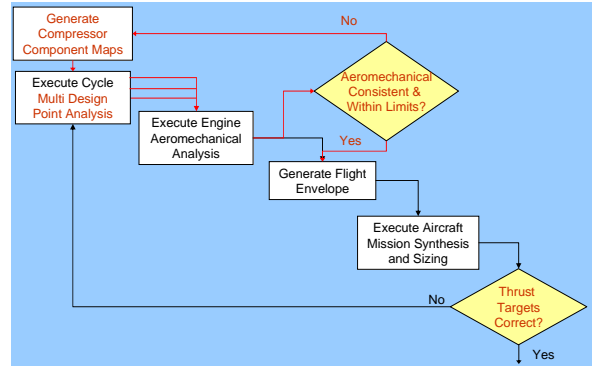 Generate
Compressor
Component Maps
No
Execute Cycle
Multi Design
Point Analysis
Aeromechanical
Consistent &
Within Limits?
Execute Engine
Aeromechanical
Analysis
Yes
Generate Flight
Envelope
Execute Aircraft
Mission Synthesis
and Sizing
No
Thrust
Targets
Correct?
Yes